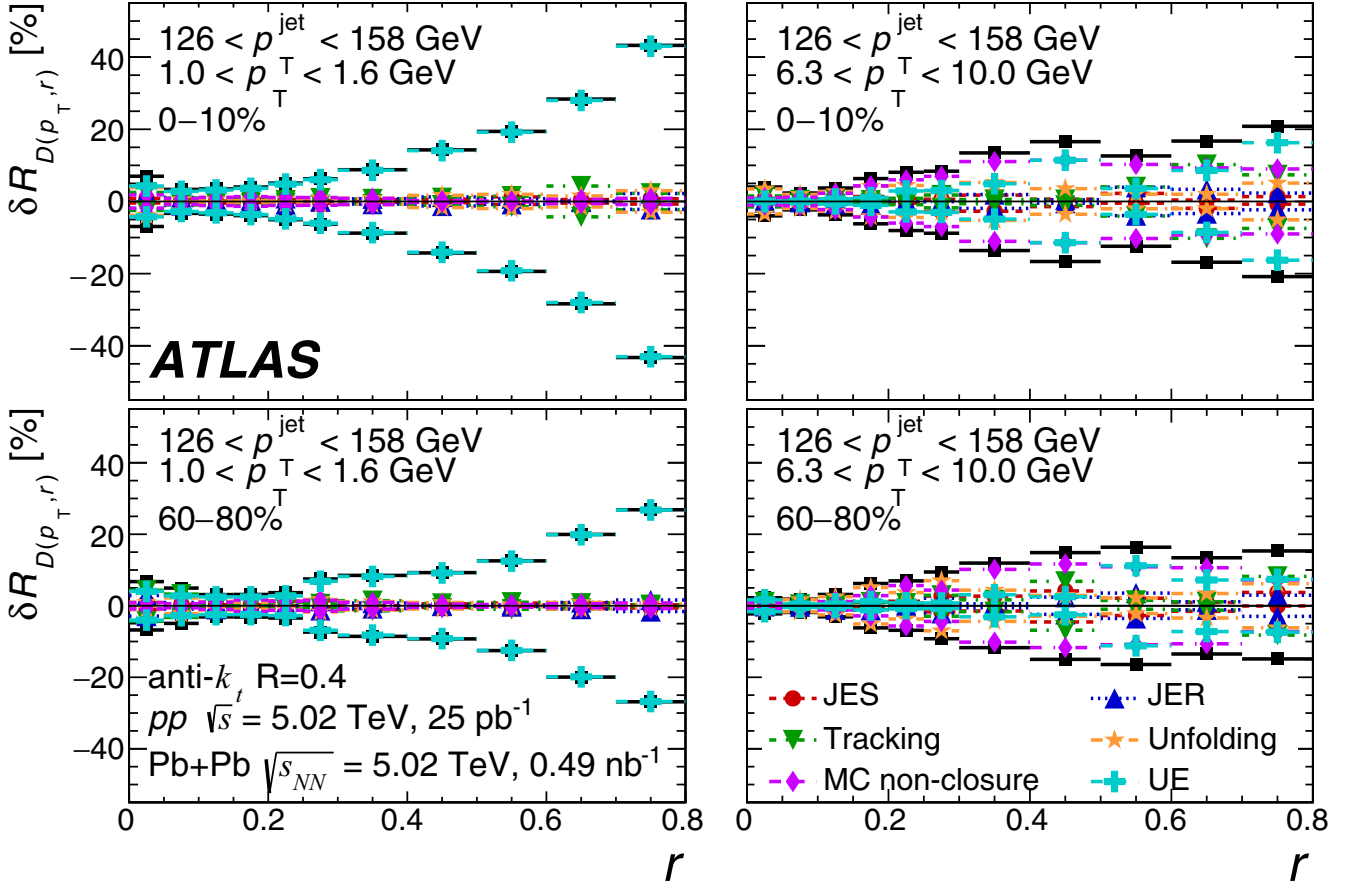 δR_{D(p_T,r)} [%]
126 < p_T^{jet} < 158 GeV
1.0 < p_T < 1.6 GeV
0−10%
ATLAS
40
20
0
−20
−40
126 < p_T^{jet} < 158 GeV
6.3 < p_T < 10.0 GeV
0−10%
δR_{D(p_T,r)} [%]
126 < p_T^{jet} < 158 GeV
1.0 < p_T < 1.6 GeV
60−80%
40
20
0
−20
−40
anti-k_t R=0.4
pp √s = 5.02 TeV, 25 pb⁻¹
Pb+Pb √s_{NN} = 5.02 TeV, 0.49 nb⁻¹
0 0.2 0.4 0.6 0.8
r
126 < p_T^{jet} < 158 GeV
6.3 < p_T < 10.0 GeV
60−80%
JES
JER
Tracking
Unfolding
MC non-closure
UE
0 0.2 0.4 0.6 0.8
r